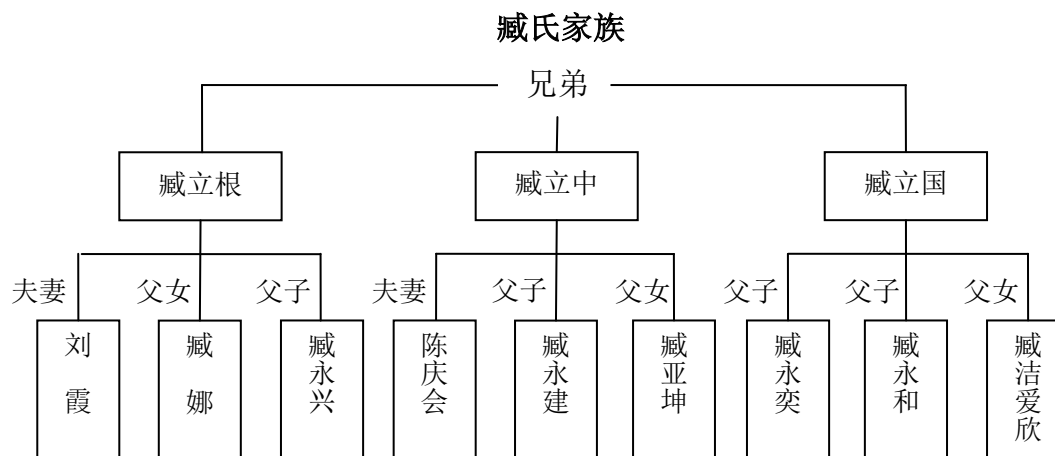 臧氏家族
兄弟
臧立根
臧立中
臧立国
夫妻
父女
父子
夫妻
父子
父女
父子
父子
父女
刘霞
臧娜
臧永兴
陈庆会
臧永建
臧亚坤
臧永奕
臧永和
臧洁爱欣